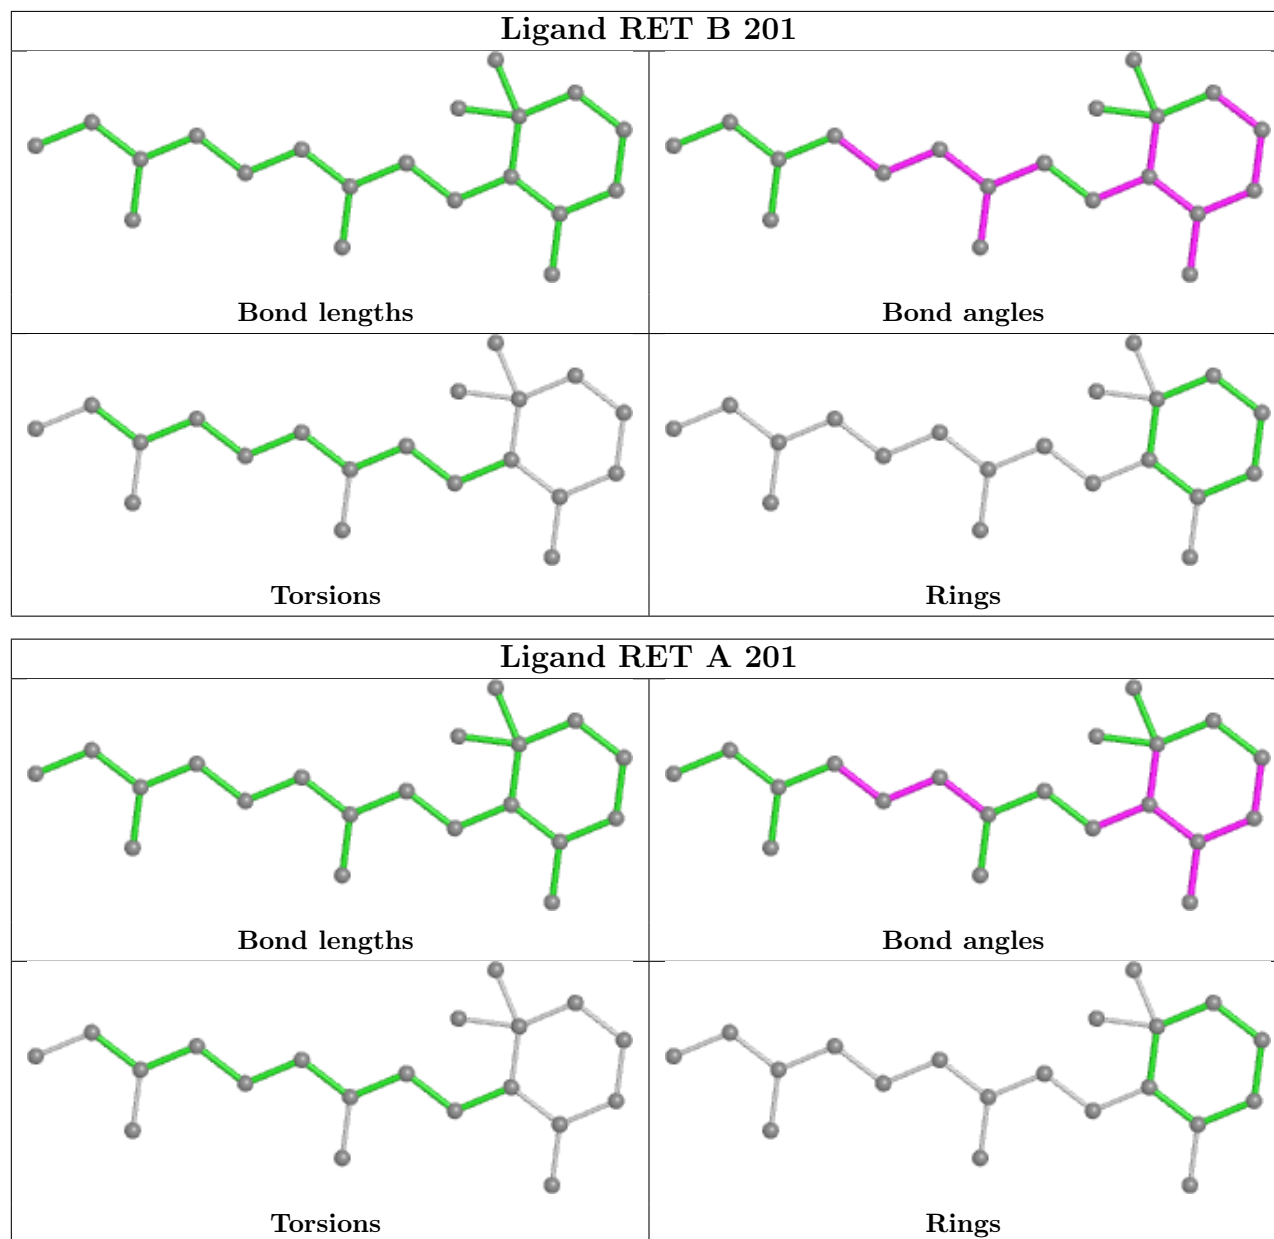 Ligand RET B 201
Bond lengths
Bond angles
Torsions
Rings
Ligand RET A 201
Bond lengths
Bond angles
Torsions
Rings